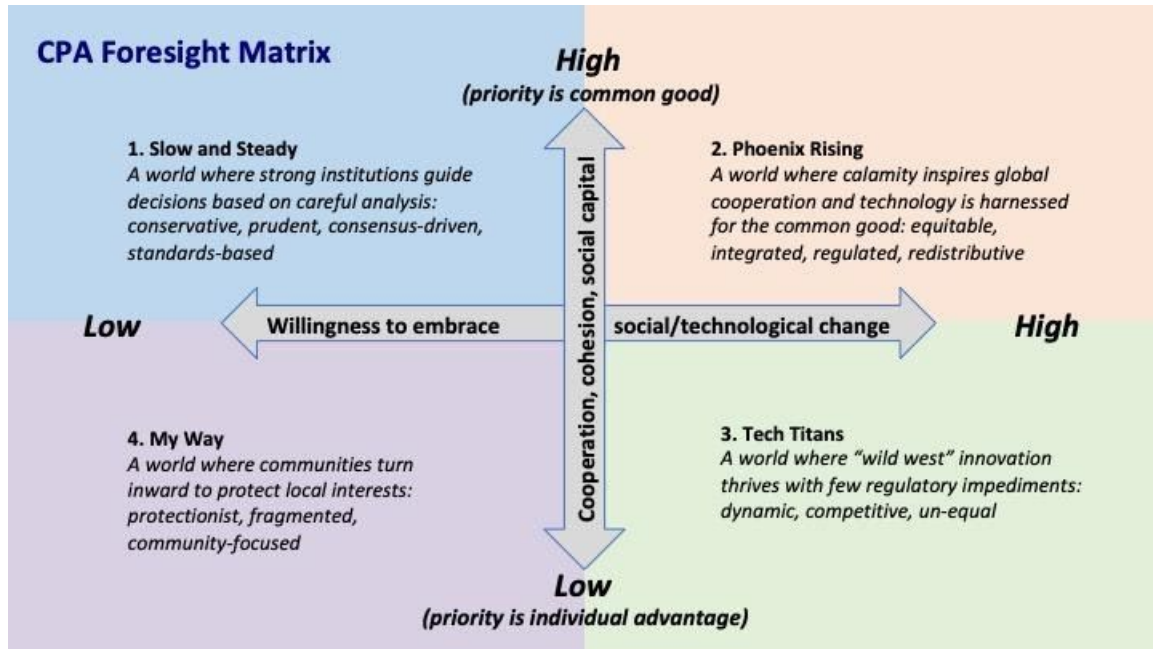 CPA Foresight Matrix
High
(priority is common good)
1. Slow and Steady
A world where strong institutions guide
decisions based on careful analysis:
conservative, prudent, consensus-driven,
standards-based
2. Phoenix Rising
A world where calamity inspires global
cooperation and technology is harnessed
for the common good: equitable,
integrated, regulated, redistributive
Low
Willingness to embrace
social/technological change
High
Cooperation, cohesion, social capital
4. My Way
A world where communities turn
inward to protect local interests:
protectionist, fragmented,
community-focused
3. Tech Titans
A world where “wild west” innovation
thrives with few regulatory impediments:
dynamic, competitive, un-equal
Low
(priority is individual advantage)